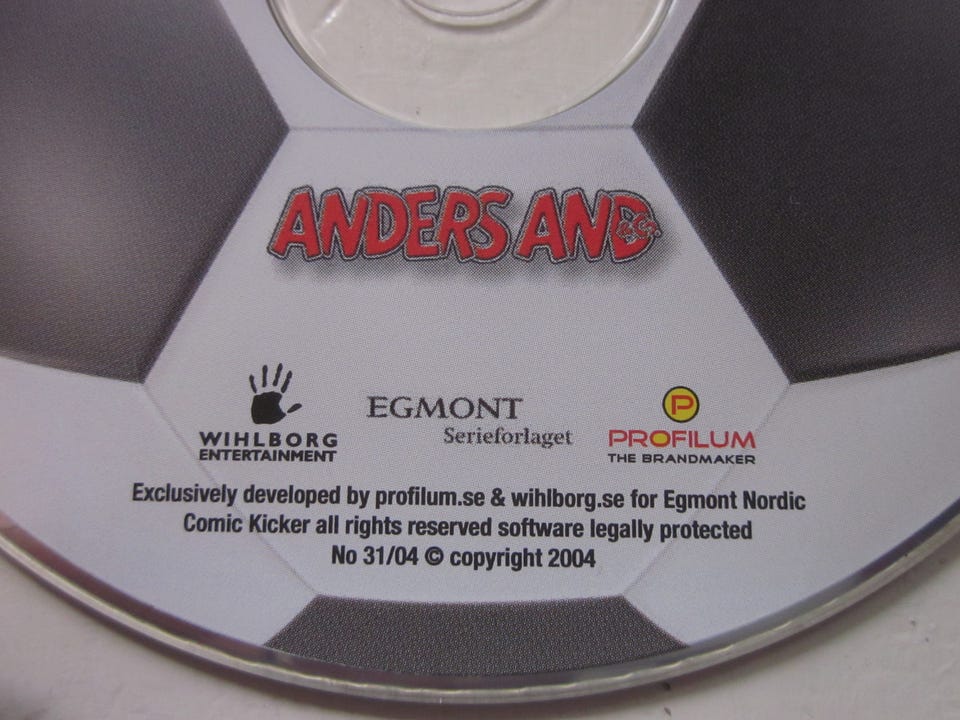 ANDERS AND
& Co.
EGMONT
Serieforlaget
WIHLBORG
ENTERTAINMENT
P
PROFILUM
THE BRANDMAKER
Exclusively developed by profilum.se & wihlborg.se for Egmont Nordic
Comic Kicker all rights reserved software legally protected
No 31/04 © copyright 2004